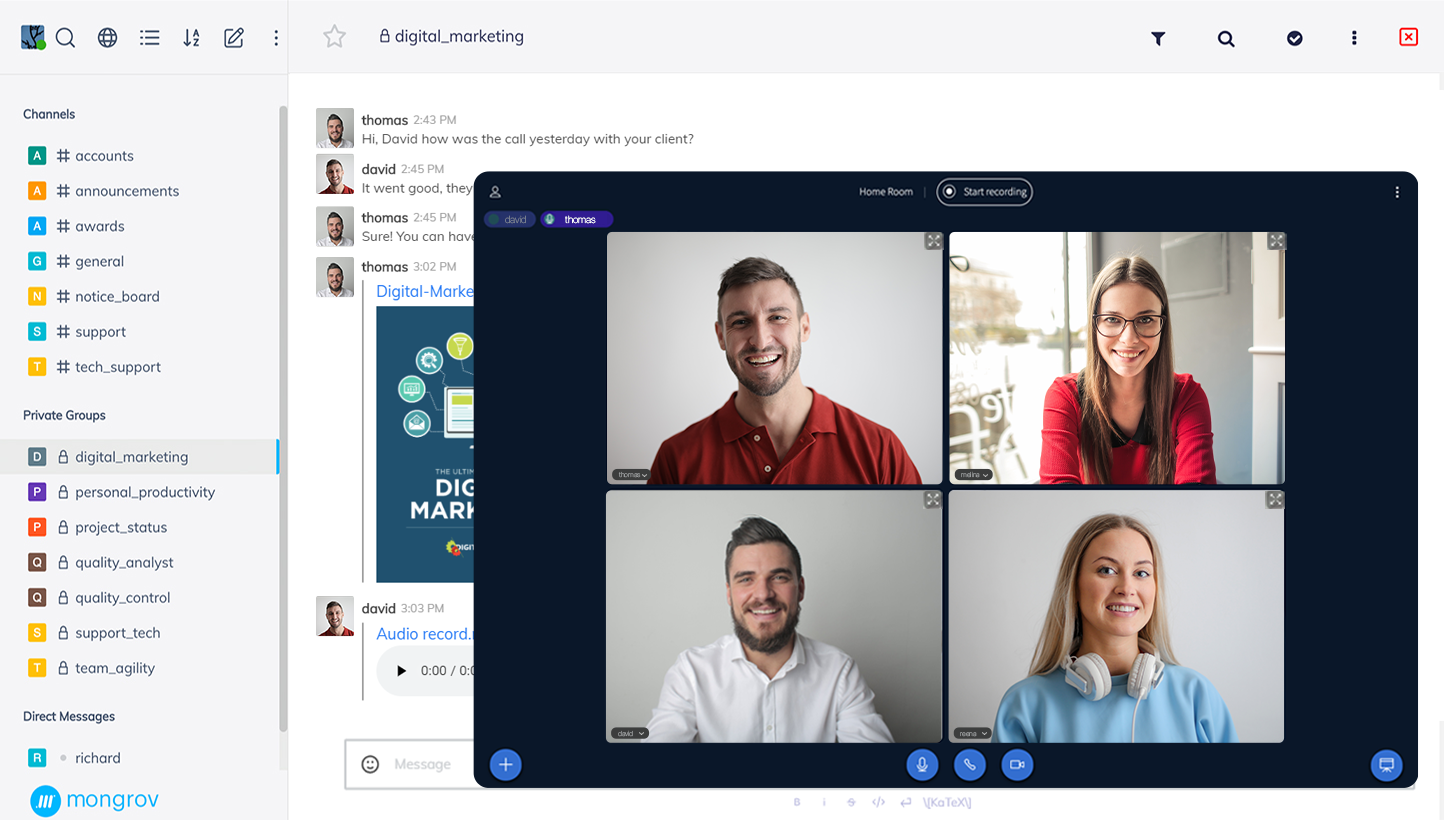 digital_marketing
Channels
A # accounts
A # announcements
A # awards
G # general
N # notice_board
S # support
T # tech_support
Private Groups
D digital_marketing
P personal_productivity
P project_status
Q quality_analyst
Q quality_control
S support_tech
T team_agility
Direct Messages
R richard
mongrov
thomas 2:43 PM
Hi, David how was the call yesterday with your client?
david 2:45 PM
It went good, they
thomas 2:45 PM
Sure! You can have
thomas 3:02 PM
Digital-Marke
THE ULTIM
DIG
MARK
DIGIT
david 3:03 PM
Audio record.
0:00 / 0:0
Message
Home Room | Start recording
david thomas
thomas
melina
david
reena
B i S </> \[KaTeX\]